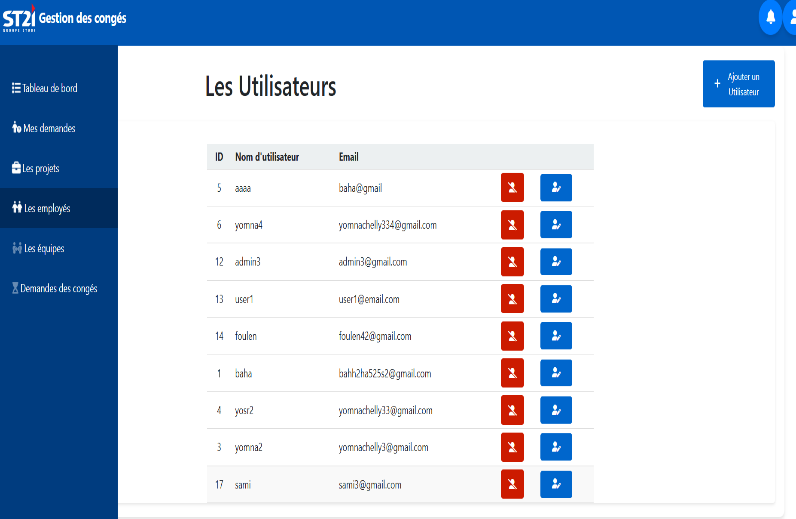 ST2i Gestion des congés
GROUPE STUDI
Tableau de bord
Mes demandes
Les projets
Les employés
Les équipes
Demandes des congés
Les Utilisateurs
+ Ajouter un
Utilisateur
ID Nom d'utilisateur Email
5 aaaa baha@gmail
6 yomna4 yomnachelly334@gmail.com
12 admin3 admin3@gmail.com
13 user1 user1@email.com
14 foulen foulen42@gmail.com
1 baha bahh2ha525s2@gmail.com
4 yosr2 yomnachelly33@gmail.com
3 yomna2 yomnachelly3@gmail.com
17 sami sami3@gmail.com